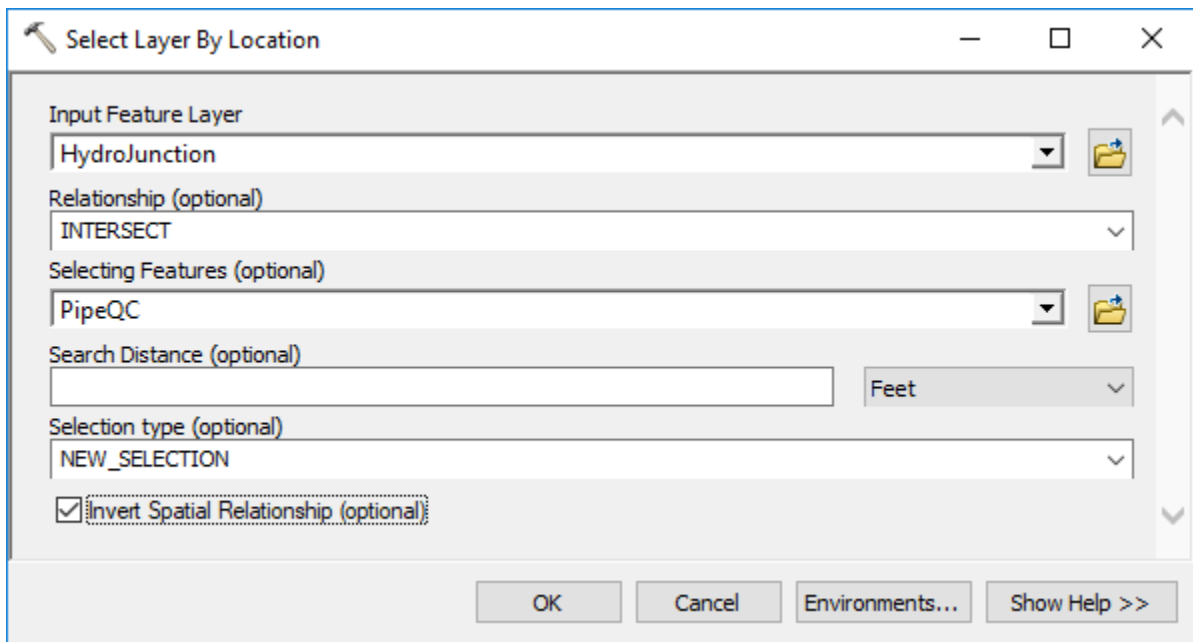 Select Layer By Location
Input Feature Layer
HydroJunction
Relationship (optional)
INTERSECT
Selecting Features (optional)
PipeQC
Search Distance (optional)
Feet
Selection type (optional)
NEW_SELECTION
Invert Spatial Relationship (optional)
OK Cancel Environments... Show Help >>